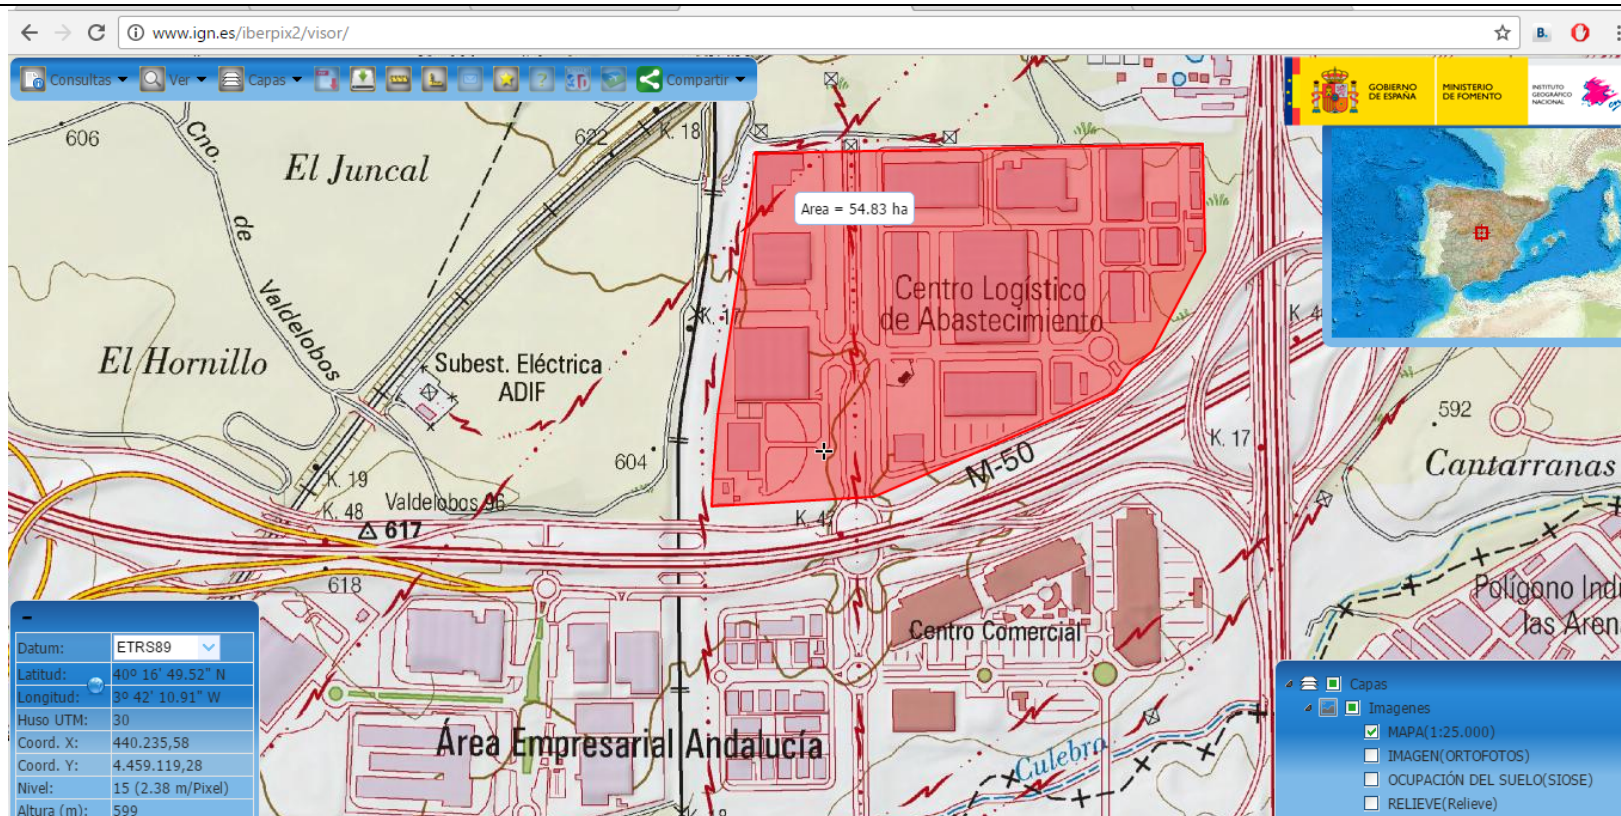 www.ign.es/iberpix2/visor/
B.
Consultas
Ver
Capas
Compartir
GOBIERNO
DE ESPAÑA
MINISTERIO
DE FOMENTO
INSTITUTO
GEOGRÁFICO
NACIONAL
606
Cno.
de
Valdelobos
El Juncal
622
K. 18
Area = 54.83 ha
Centro Logístico
de Abastecimiento
K. 17
K. 4
El Hornillo
Subest. Eléctrica
ADIF
592
Cantarranas
K. 17
604
M-50
K. 19
K. 48
Valdelobos 96
617
618
Polígono Indu
las Aren
Centro Comercial
Área Empresarial Andalucía
Culebro
Datum: ETRS89
Latitud: 40º 16' 49.52" N
Longitud: 3º 42' 10.91" W
Huso UTM: 30
Coord. X: 440.235,58
Coord. Y: 4.459.119,28
Nivel: 15 (2.38 m/Pixel)
Altura (m): 599
Capas
Imagenes
MAPA(1:25.000)
IMAGEN(ORTOFOTOS)
OCUPACIÓN DEL SUELO(SIOSE)
RELIEVE(Relieve)